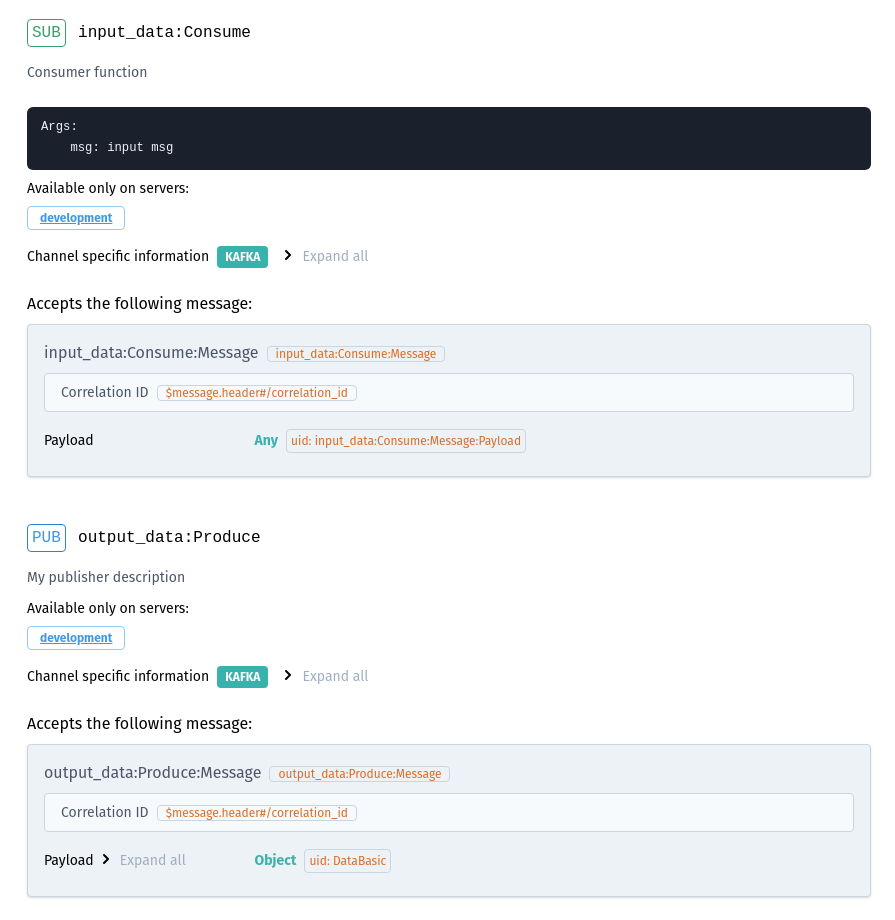 SUB input_data:Consume
Consumer function
Args:
    msg: input msg
Available only on servers:
development
Channel specific information KAFKA Expand all
Accepts the following message:
input_data:Consume:Message input_data:Consume:Message
Correlation ID $message.header#/correlation_id
Payload Any uid: input_data:Consume:Message:Payload
PUB output_data:Produce
My publisher description
Available only on servers:
development
Channel specific information KAFKA Expand all
Accepts the following message:
output_data:Produce:Message output_data:Produce:Message
Correlation ID $message.header#/correlation_id
Payload Expand all Object uid: DataBasic